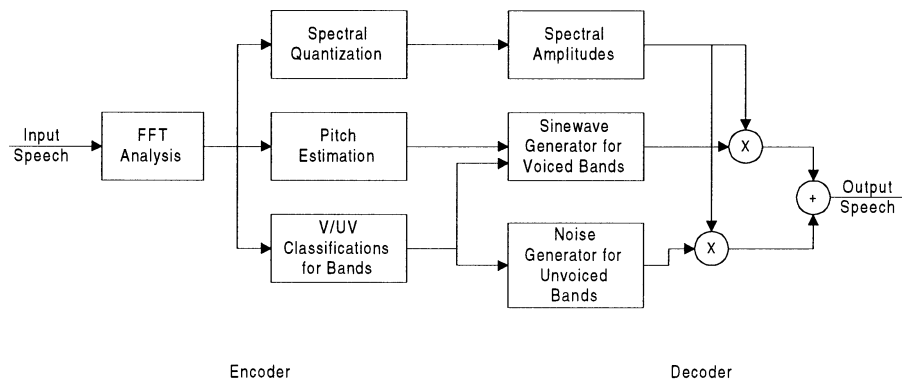 Spectral
Quantization
Spectral
Amplitudes
Input
Speech
FFT
Analysis
Pitch
Estimation
Sinewave
Generator for
Voiced Bands
X
V/UV
Classifications
for Bands
Noise
Generator for
Unvoiced
Bands
X
+
Output
Speech
Encoder
Decoder